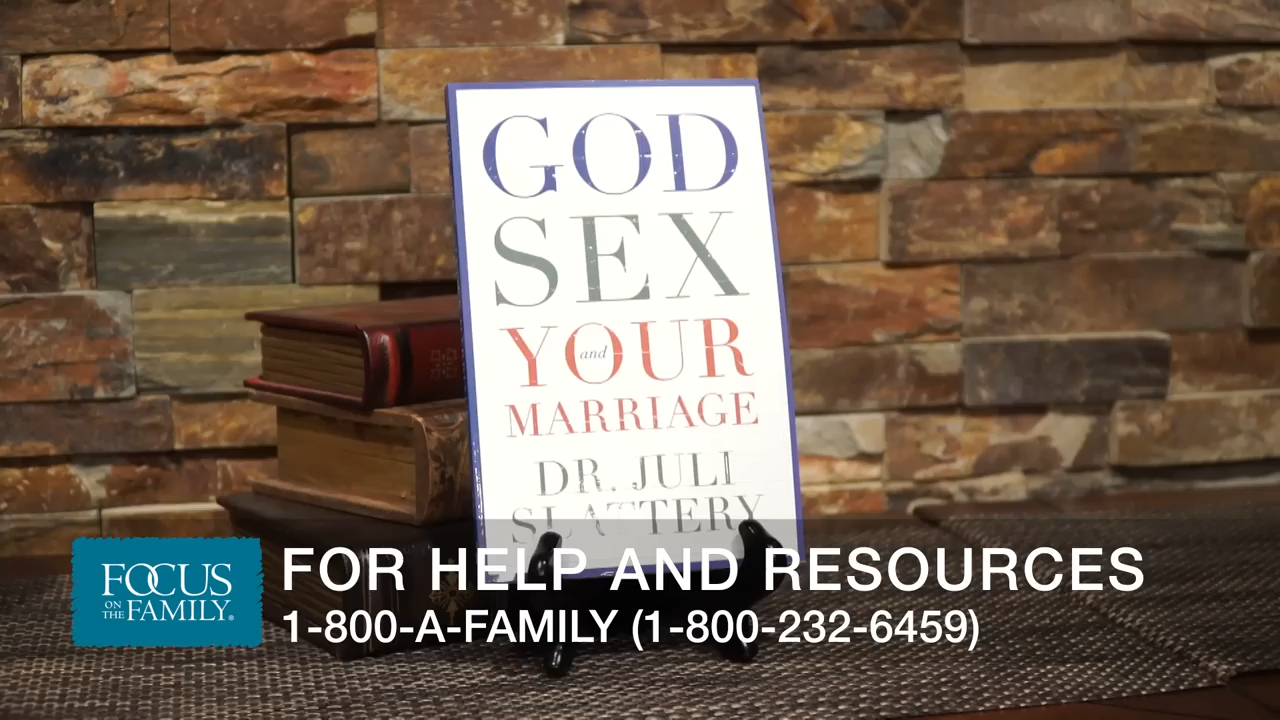 GOD
SEX
and
YOUR
MARRIAGE
DR. JULI
SLATTERY
FOCUS
ON THE
FAMILY®
FOR HELP AND RESOURCES
1-800-A-FAMILY (1-800-232-6459)